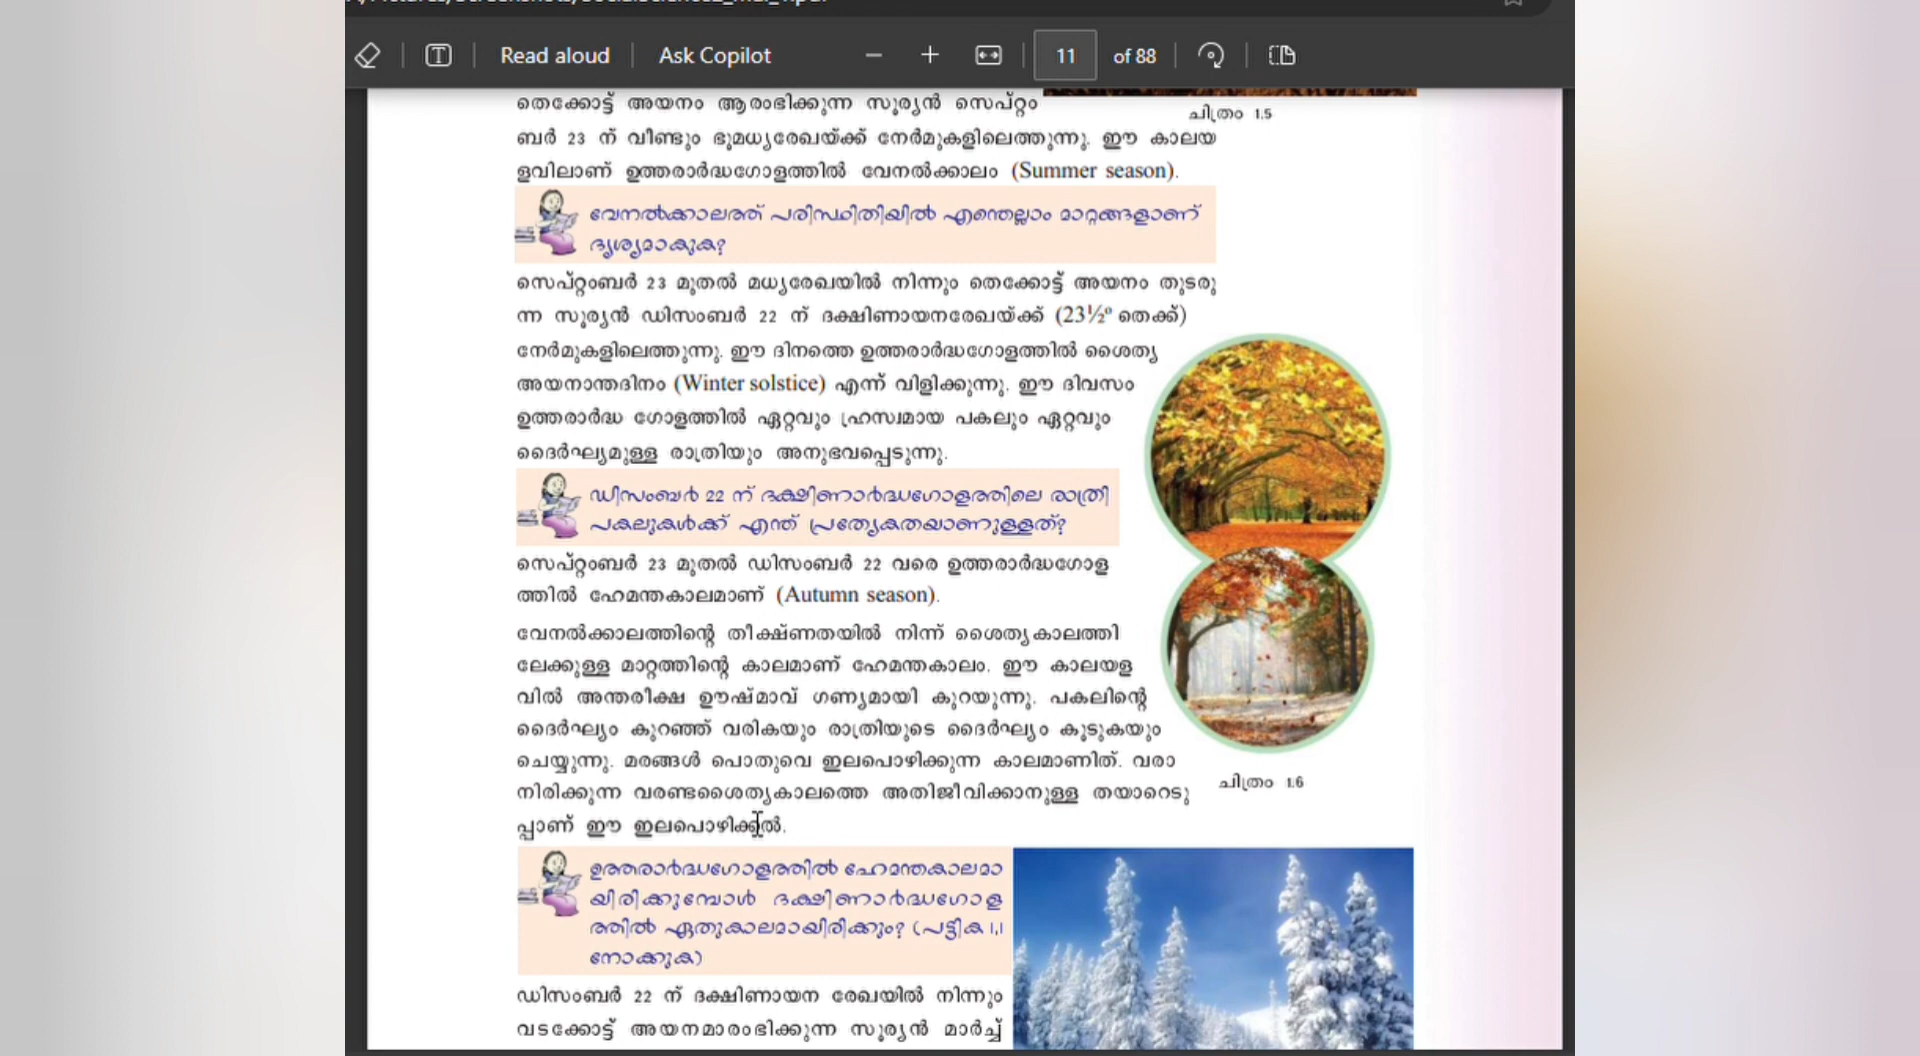 Read aloud
Ask Copilot
11 of 88
തെക്കോട്ട് അയനം ആരംഭിക്കുന്ന സൂര്യൻ സെപ്റ്റം
ചിത്രം 1.5
ബർ 23 ന് വീണ്ടും ഭൂമധ്യരേഖയ്ക്ക് നേർമുകളിലെത്തുന്നു. ഈ കാലയ
ളവിലാണ് ഉത്തരാർദ്ധഗോളത്തിൽ വേനൽക്കാലം (Summer season).
വേനൽക്കാലത്ത് പരിസ്ഥിതിയിൽ എന്തെല്ലാം മാറ്റങ്ങളാണ്
ദൃശ്യമാകുക?
സെപ്റ്റംബർ 23 മുതൽ മധ്യരേഖയിൽ നിന്നും തെക്കോട്ട് അയനം തുടരു
ന്ന സൂര്യൻ ഡിസംബർ 22 ന് ദക്ഷിണായനരേഖയ്ക്ക് (23½° തെക്ക്)
നേർമുകളിലെത്തുന്നു. ഈ ദിനത്തെ ഉത്തരാർദ്ധഗോളത്തിൽ ശൈത്യ
അയനാന്തദിനം (Winter solstice) എന്ന് വിളിക്കുന്നു. ഈ ദിവസം
ഉത്തരാർദ്ധ ഗോളത്തിൽ ഏറ്റവും ഹ്രസ്വമായ പകലും ഏറ്റവും
ദൈർഘ്യമുള്ള രാത്രിയും അനുഭവപ്പെടുന്നു.
ഡിസംബർ 22 ന് ദക്ഷിണാർദ്ധഗോളത്തിലെ രാത്രി
പകലുകൾക്ക് എന്ത് പ്രത്യേകതയാണുള്ളത്?
സെപ്റ്റംബർ 23 മുതൽ ഡിസംബർ 22 വരെ ഉത്തരാർദ്ധഗോള
ത്തിൽ ഹേമന്തകാലമാണ് (Autumn season).
വേനൽക്കാലത്തിന്റെ തീക്ഷ്ണതയിൽ നിന്ന് ശൈത്യകാലത്തി
ലേക്കുള്ള മാറ്റത്തിന്റെ കാലമാണ് ഹേമന്തകാലം. ഈ കാലയള
വിൽ അന്തരീക്ഷ ഊഷ്മാവ് ഗണ്യമായി കുറയുന്നു. പകലിന്റെ
ദൈർഘ്യം കുറഞ്ഞ് വരികയും രാത്രിയുടെ ദൈർഘ്യം കൂടുകയും
ചെയ്യുന്നു. മരങ്ങൾ പൊതുവെ ഇലപൊഴിക്കുന്ന കാലമാണിത്. വരാ
നിരിക്കുന്ന വരണ്ടശൈത്യകാലത്തെ അതിജീവിക്കാനുള്ള തയാറെടു
പ്പാണ് ഈ ഇലപൊഴിക്കൽ.
ചിത്രം 1.6
ഉത്തരാർദ്ധഗോളത്തിൽ ഹേമന്തകാലമാ
യിരിക്കുമ്പോൾ ദക്ഷിണാർദ്ധഗോള
ത്തിൽ ഏതുകാലമായിരിക്കും? (പട്ടിക 1.1
നോക്കുക)
ഡിസംബർ 22 ന് ദക്ഷിണായന രേഖയിൽ നിന്നും
വടക്കോട്ട് അയനമാരംഭിക്കുന്ന സൂര്യൻ മാർച്ച്